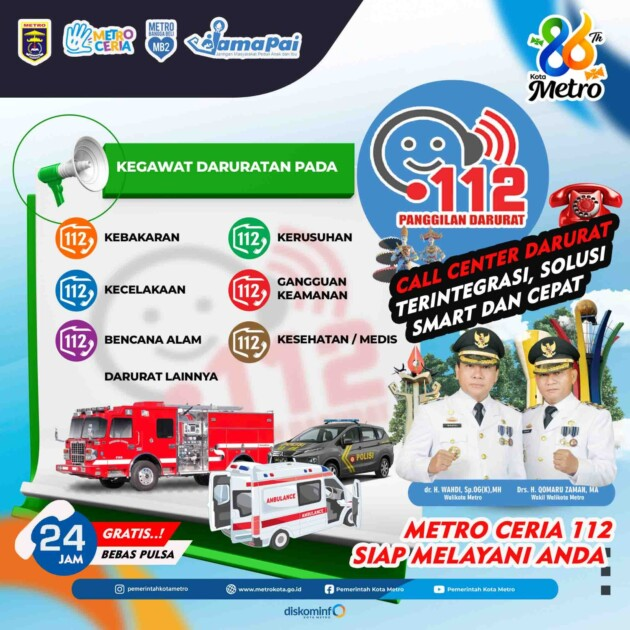 METRO
METRO
CERIA
METRO
BANGGA BELI
MB2
JamaPai
86Th
Kota
Metro
KEGAWAT DARURATAN PADA
112
PANGGILAN DARURAT
112 KEBAKARAN
112 KERUSUHAN
112 KECELAKAAN
112 GANGGUAN
KEAMANAN
112 BENCANA ALAM
112 KESEHATAN / MEDIS
DARURAT LAINNYA
112
CALL CENTER DARURAT
TERINTEGRASI, SOLUSI
SMART DAN CEPAT
POLISI
AMBULANCE
AMBULANCE
dr. H. WAHDI, Sp.OG(K),MH
Walikota Metro
Drs. H. QOMARU ZAMAN, MA
Wakil Walikota Metro
24
JAM
GRATIS..!
BEBAS PULSA
METRO CERIA 112
SIAP MELAYANI ANDA
pemerintahkotametro
www.metrokota.go.id
Pemerintah Kota Metro
Pemerintah Kota Metro
diskominfo
KOTA METRO